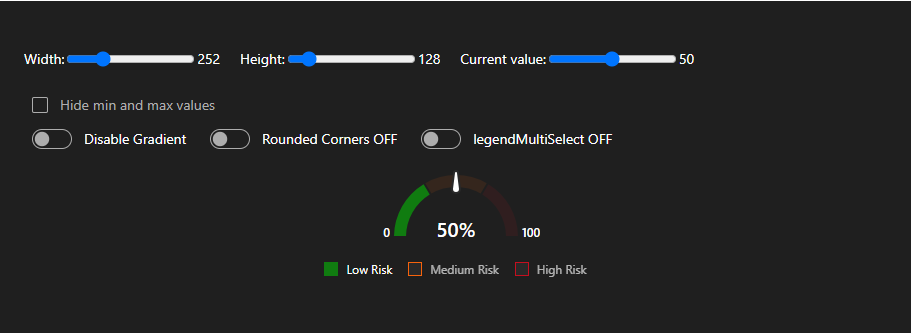 Width: 252 Height: 128 Current value: 50
Hide min and max values
Disable Gradient Rounded Corners OFF legendMultiSelect OFF
0 50% 100
Low Risk Medium Risk High Risk